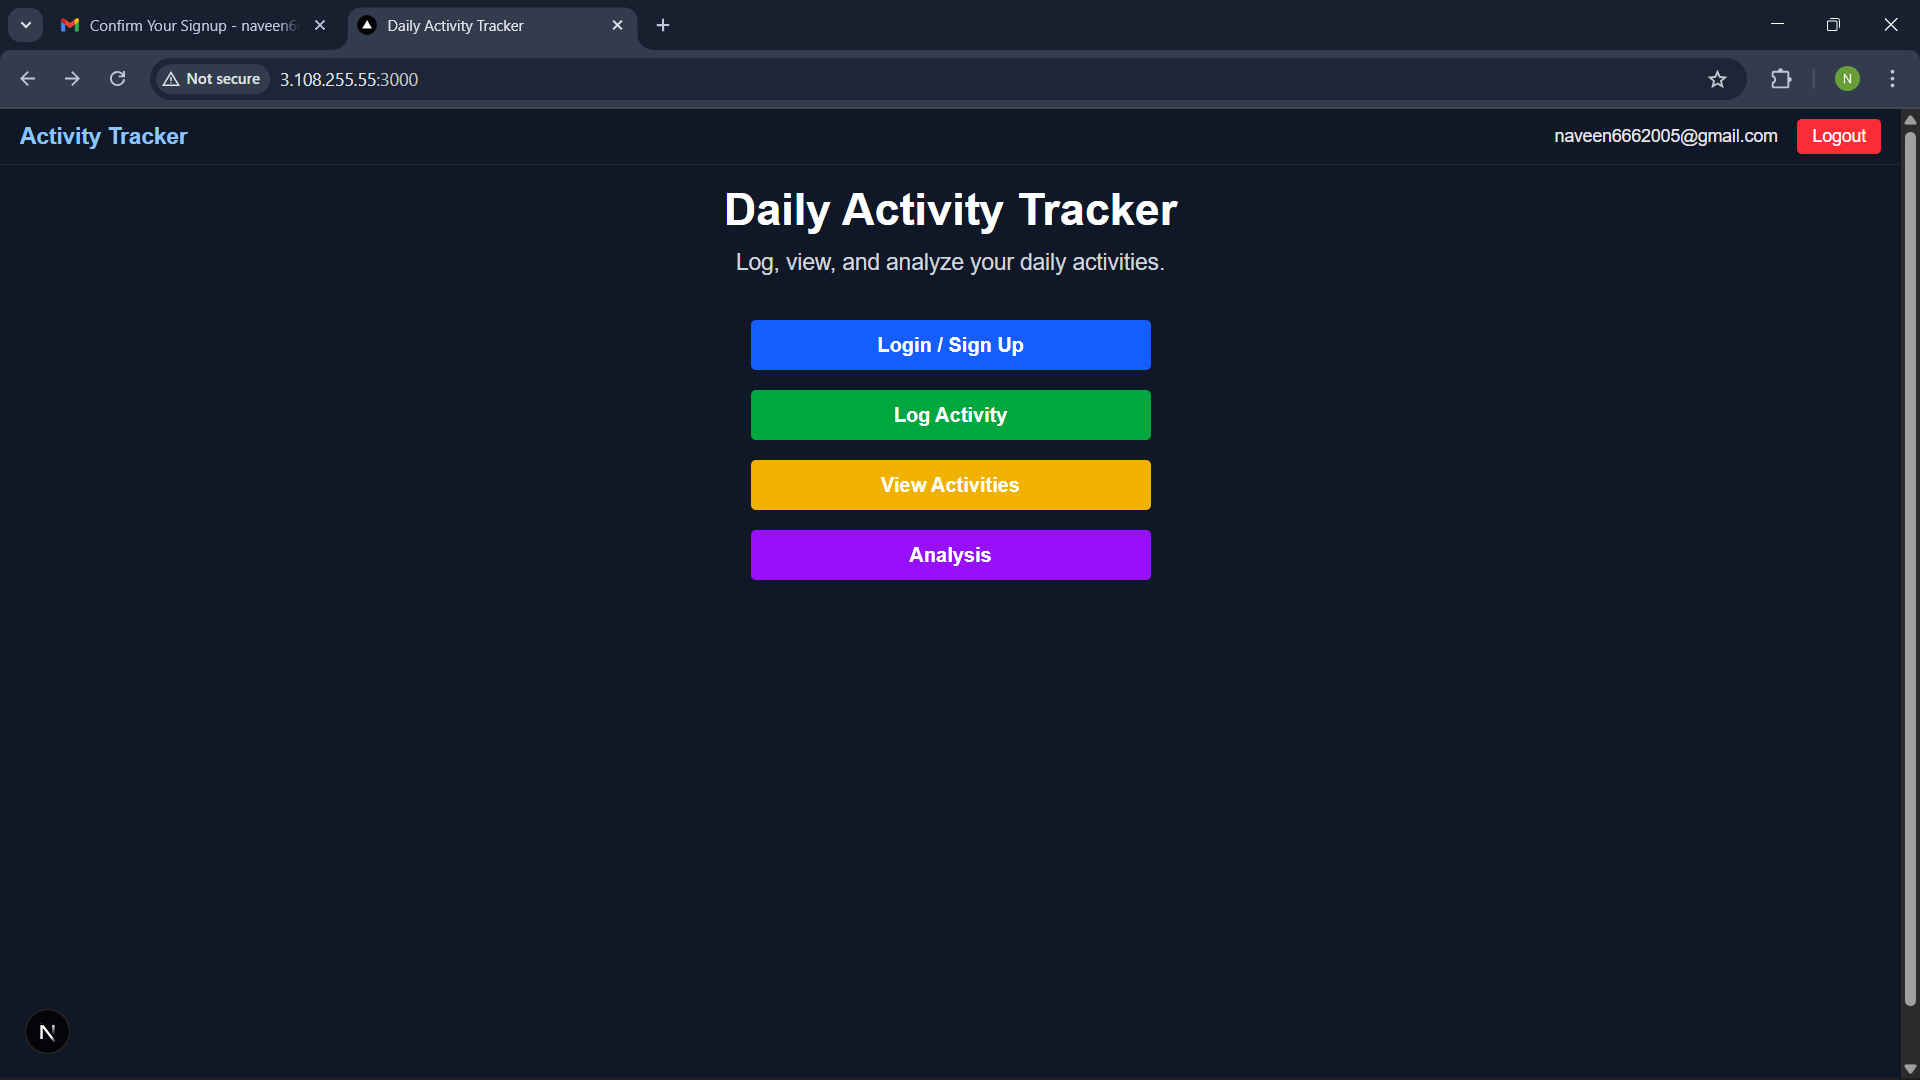 Confirm Your Signup - naveen6
Daily Activity Tracker
Not secure
3.108.255.55:3000
N
Activity Tracker
naveen6662005@gmail.com
Logout
Daily Activity Tracker
Log, view, and analyze your daily activities.
Login / Sign Up
Log Activity
View Activities
Analysis
N